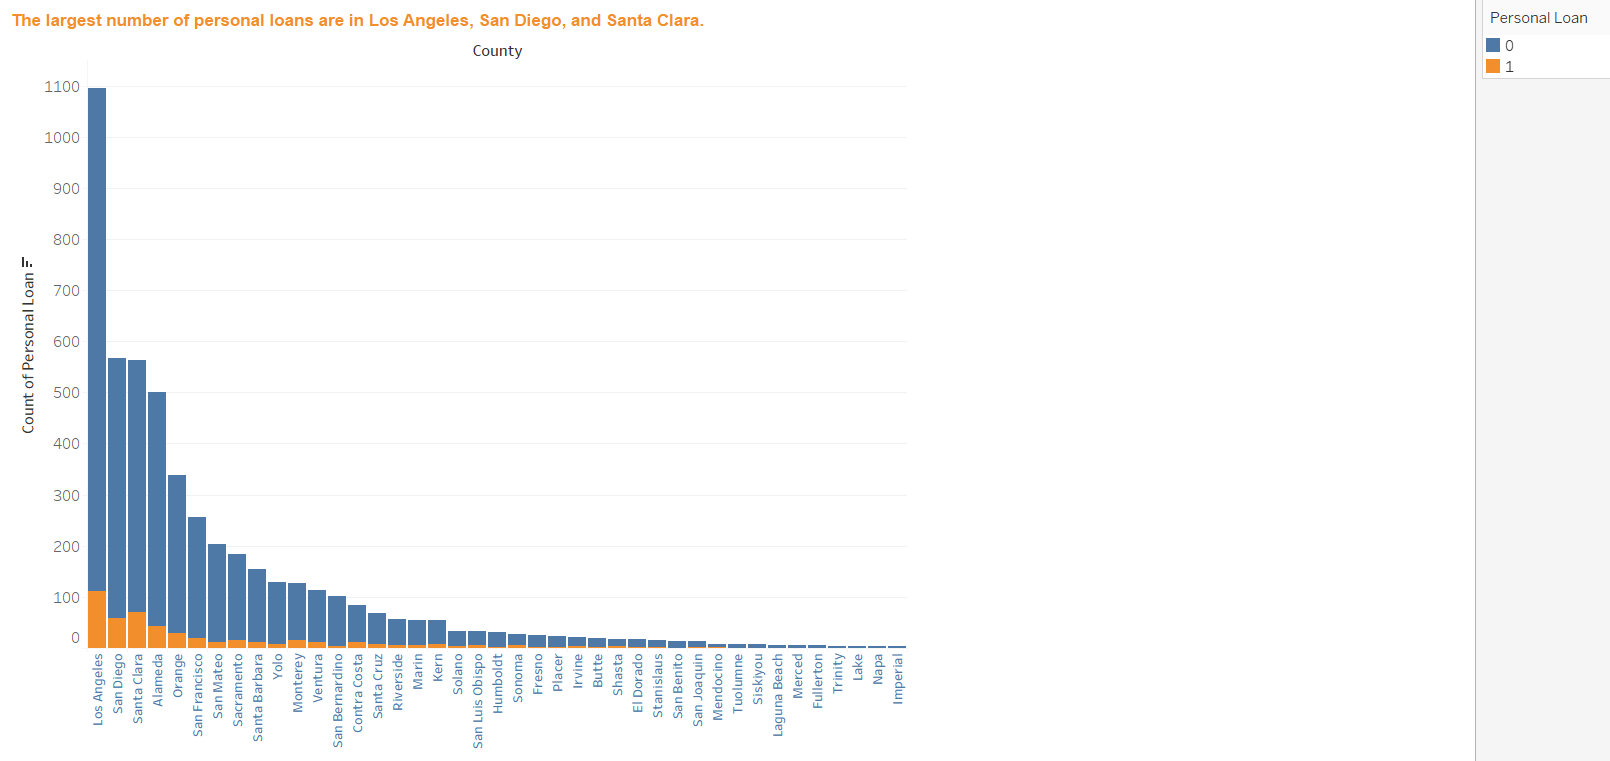 The largest number of personal loans are in Los Angeles, San Diego, and Santa Clara.
County
Count of Personal Loan
1100
1000
900
800
700
600
500
400
300
200
100
0
Los Angeles
San Diego
Santa Clara
Alameda
Orange
San Francisco
San Mateo
Sacramento
Santa Barbara
Yolo
Monterey
Ventura
San Bernardino
Contra Costa
Santa Cruz
Riverside
Marin
Kern
Solano
San Luis Obispo
Humboldt
Sonoma
Fresno
Placer
Irvine
Butte
Shasta
El Dorado
Stanislaus
San Benito
San Joaquin
Mendocino
Tuolumne
Siskiyou
Laguna Beach
Merced
Fullerton
Trinity
Lake
Napa
Imperial
Personal Loan
0
1